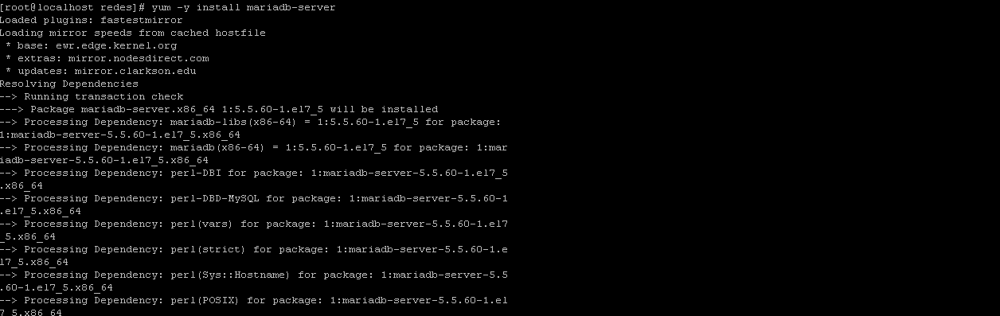 [root@localhost redes]# yum -y install mariadb-server
Loaded plugins: fastestmirror
Loading mirror speeds from cached hostfile
 * base: ewr.edge.kernel.org
 * extras: mirror.nodesdirect.com
 * updates: mirror.clarkson.edu
Resolving Dependencies
--> Running transaction check
---> Package mariadb-server.x86_64 1:5.5.60-1.el7_5 will be installed
--> Processing Dependency: mariadb-libs(x86-64) = 1:5.5.60-1.el7_5 for package:
1:mariadb-server-5.5.60-1.el7_5.x86_64
--> Processing Dependency: mariadb(x86-64) = 1:5.5.60-1.el7_5 for package: 1:mar
iadb-server-5.5.60-1.el7_5.x86_64
--> Processing Dependency: perl-DBI for package: 1:mariadb-server-5.5.60-1.el7_5
.x86_64
--> Processing Dependency: perl-DBD-MySQL for package: 1:mariadb-server-5.5.60-1
.el7_5.x86_64
--> Processing Dependency: perl(vars) for package: 1:mariadb-server-5.5.60-1.el7
_5.x86_64
--> Processing Dependency: perl(strict) for package: 1:mariadb-server-5.5.60-1.e
l7_5.x86_64
--> Processing Dependency: perl(Sys::Hostname) for package: 1:mariadb-server-5.5
.60-1.el7_5.x86_64
--> Processing Dependency: perl(POSIX) for package: 1:mariadb-server-5.5.60-1.el
7_5.x86_64